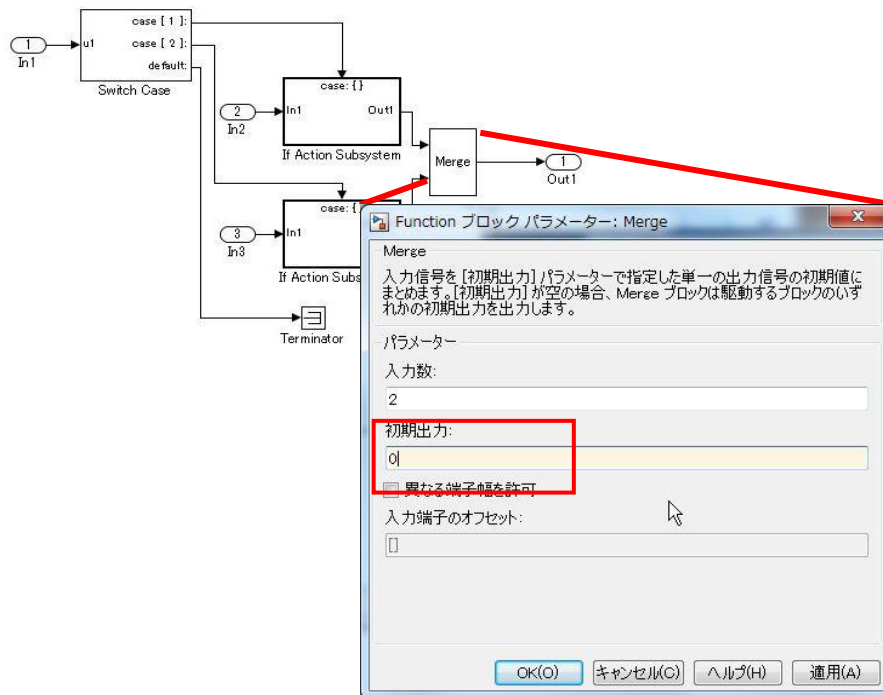 case [ 1 ]:
1
u1
case [ 2 ]:
In1
default:
Switch Case
case: { }
2
In1
Out1
In2
If Action Subsystem
Merge
1
Out1
case: {
3
In1
In3
If Action Subs
Terminator
Function ブロック パラメーター: Merge
x
Merge
入力信号を [初期出力] パラメーターで指定した単一の出力信号の初期値に
まとめます。[初期出力] が空の場合、Merge ブロックは駆動するブロックのいず
れかの初期出力を出力します。
パラメーター
入力数:
2
初期出力:
0
異なる端子幅を許可
入力端子のオフセット:
[]
OK(O)
キャンセル(C)
ヘルプ(H)
適用(A)